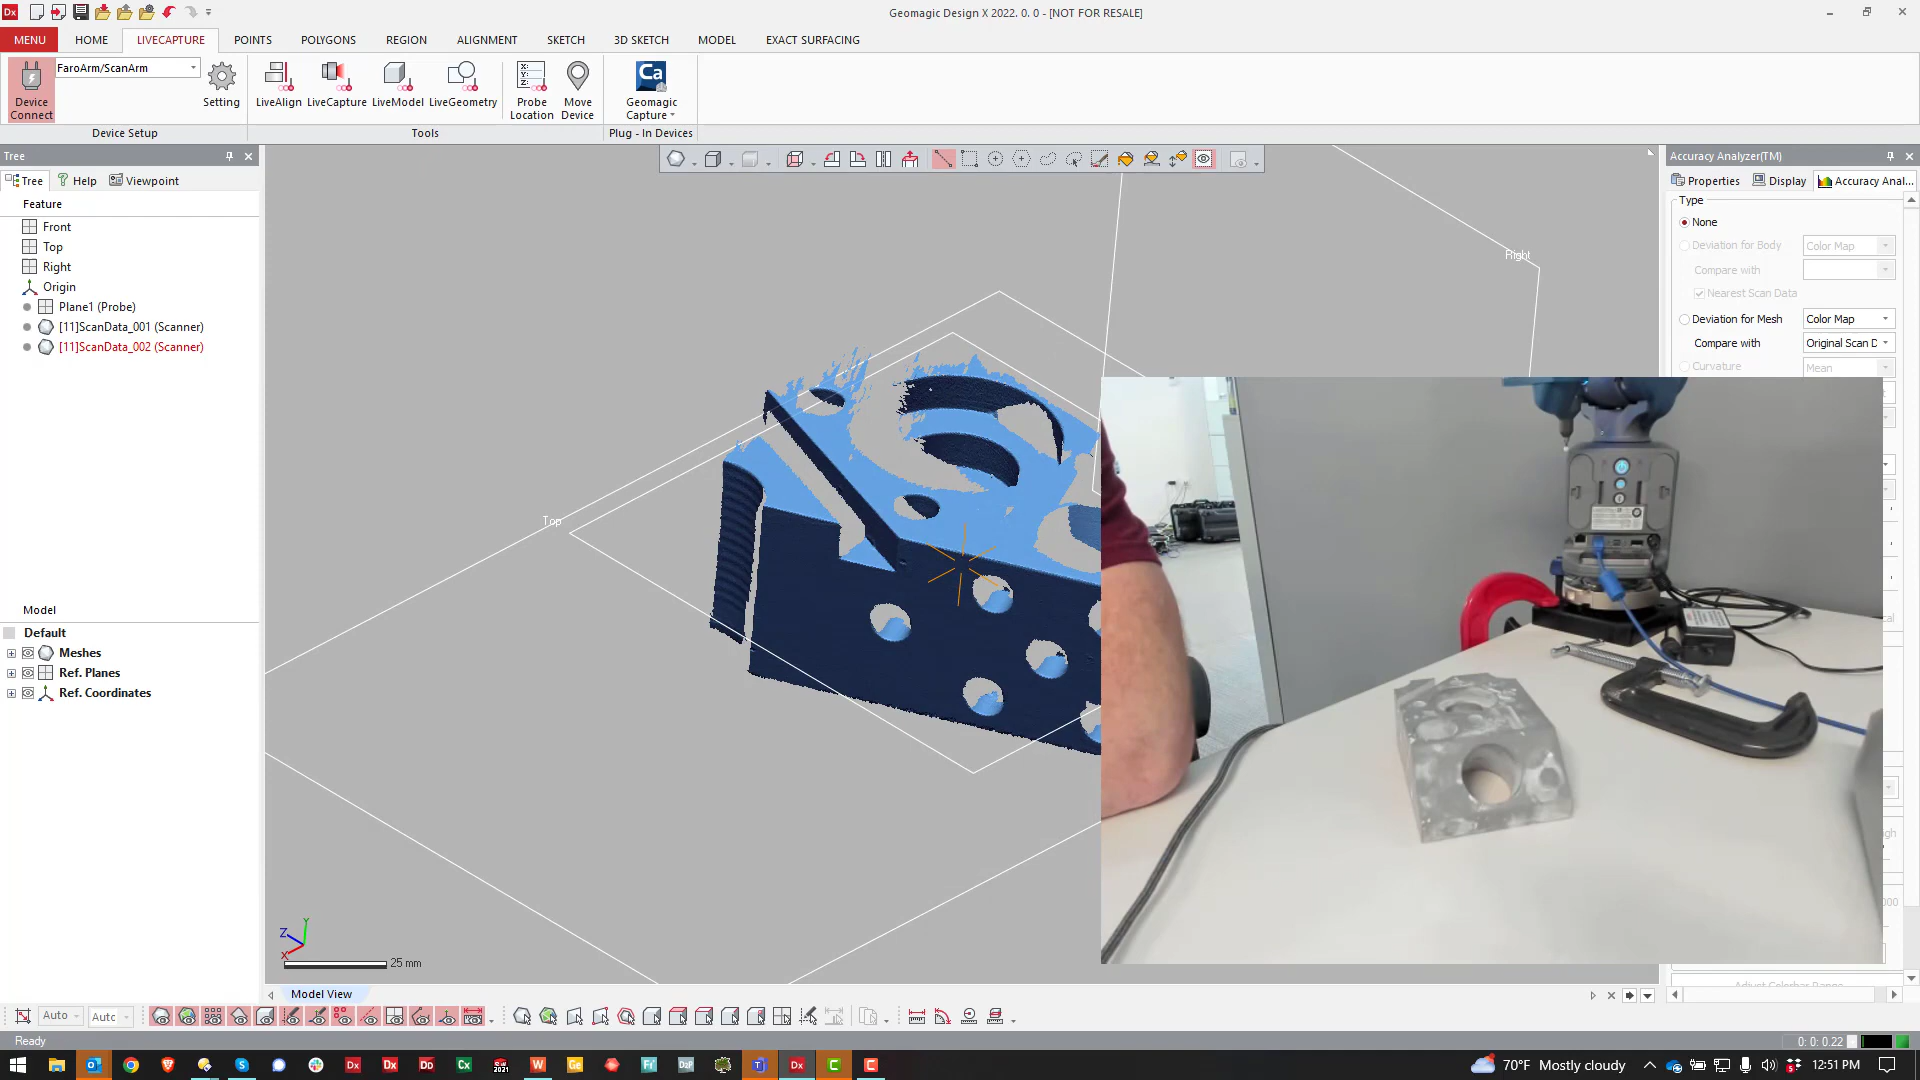 Geomagic Design X 2022. 0. 0 - [NOT FOR RESALE]
MENU
HOME
LIVECAPTURE
POINTS
POLYGONS
REGION
ALIGNMENT
SKETCH
3D SKETCH
MODEL
EXACT SURFACING
FaroArm/ScanArm
Device
Connect
Setting
LiveAlign
LiveCapture
LiveModel
LiveGeometry
Probe
Location
Move
Device
Geomagic
Capture
Device Setup
Tools
Plug - In Devices
Tree
Tree
Help
Viewpoint
Feature
Front
Top
Right
Origin
Plane1 (Probe)
[11]ScanData_001 (Scanner)
[11]ScanData_002 (Scanner)
Model
Default
Meshes
Ref. Planes
Ref. Coordinates
Top
Right
Y
Z
X
25 mm
Accuracy Analyzer(TM)
Properties
Display
Accuracy Anal...
Type
None
Deviation for Body
Color Map
Compare with
Nearest Scan Data
Deviation for Mesh
Color Map
Compare with
Original Scan D
Curvature
Mean
Model View
Auto
Auto
Ready
0: 0: 0.22
70°F Mostly cloudy
12:51 PM